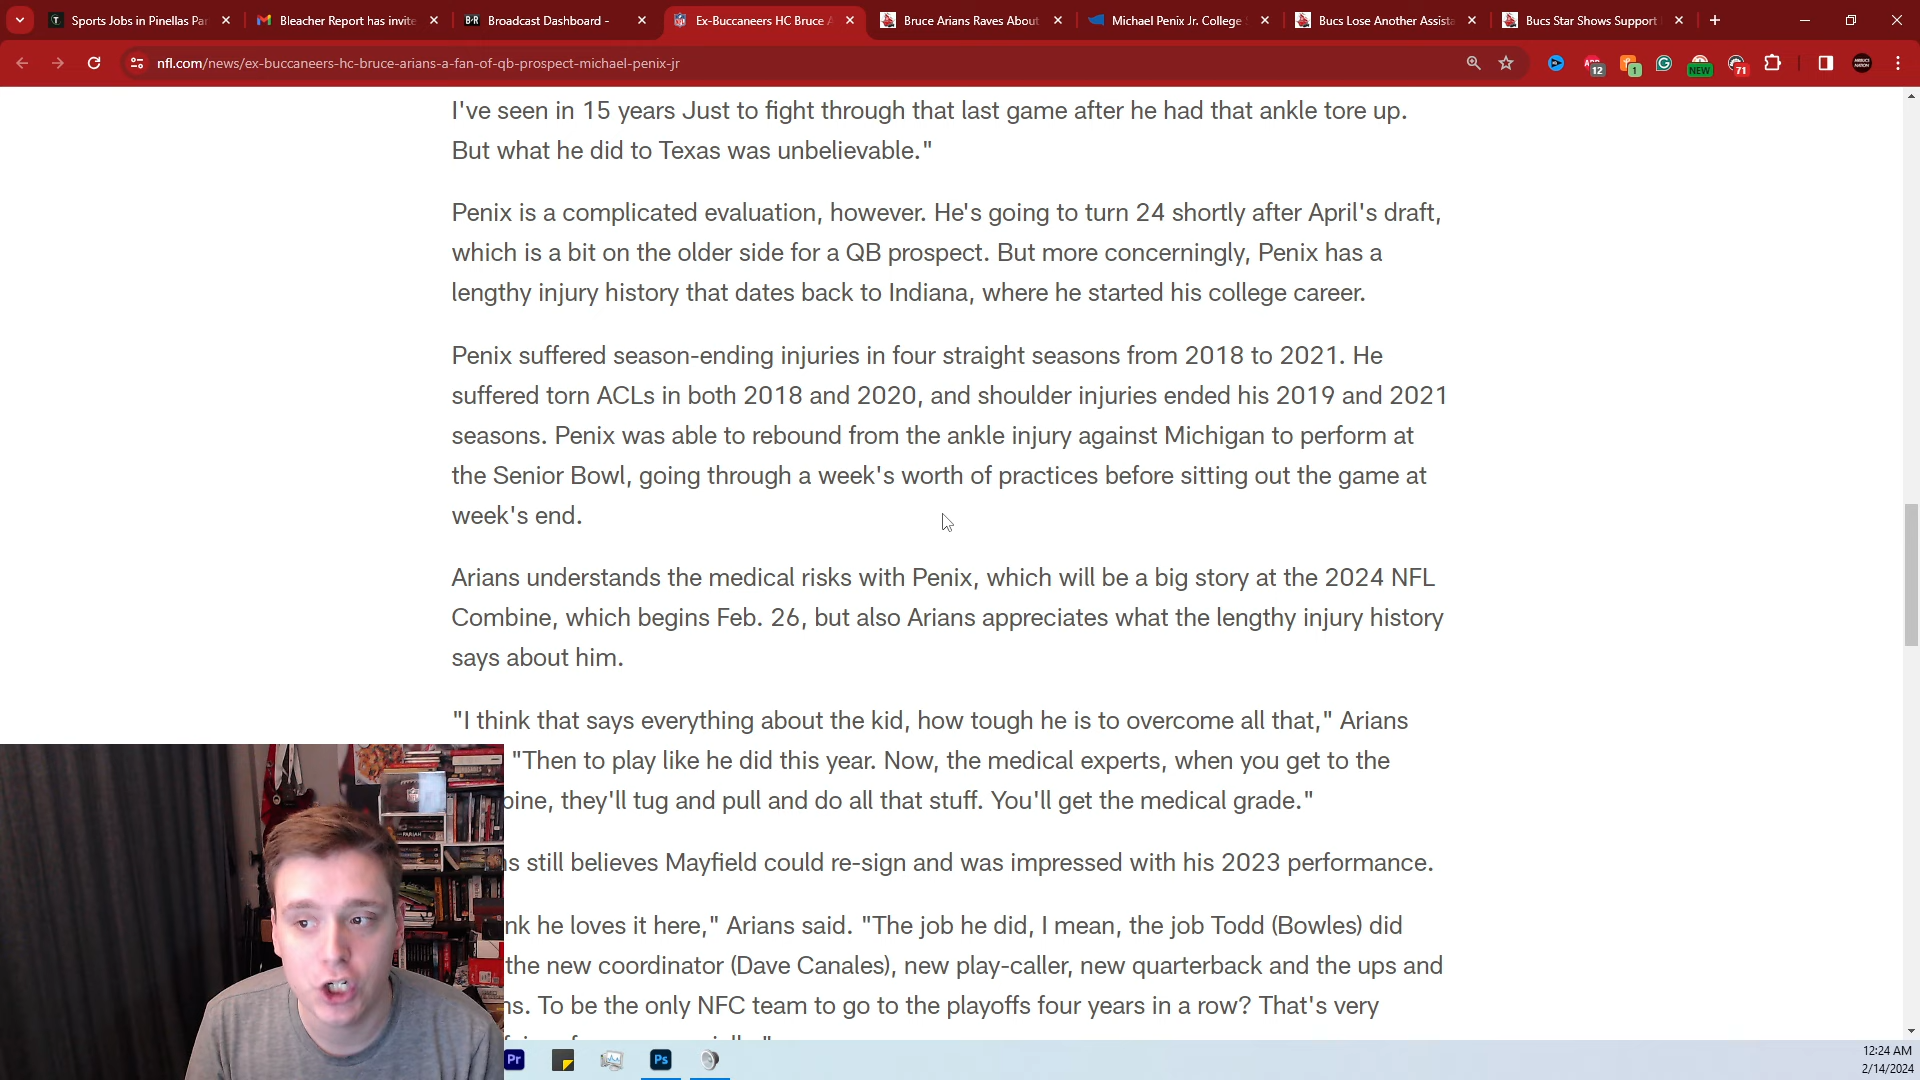 Sports Jobs in Pinellas Par
Bleacher Report has invite
B/R Broadcast Dashboard -
Ex-Buccaneers HC Bruce A
Bruce Arians Raves About
Michael Penix Jr. College
Bucs Lose Another Assista
Bucs Star Shows Support
nfl.com/news/ex-buccaneers-hc-bruce-arians-a-fan-of-qb-prospect-michael-penix-jr
12
1
NEW
71
I've seen in 15 years Just to fight through that last game after he had that ankle tore up.
But what he did to Texas was unbelievable."
Penix is a complicated evaluation, however. He's going to turn 24 shortly after April's draft,
which is a bit on the older side for a QB prospect. But more concerningly, Penix has a
lengthy injury history that dates back to Indiana, where he started his college career.
Penix suffered season-ending injuries in four straight seasons from 2018 to 2021. He
suffered torn ACLs in both 2018 and 2020, and shoulder injuries ended his 2019 and 2021
seasons. Penix was able to rebound from the ankle injury against Michigan to perform at
the Senior Bowl, going through a week's worth of practices before sitting out the game at
week's end.
Arians understands the medical risks with Penix, which will be a big story at the 2024 NFL
Combine, which begins Feb. 26, but also Arians appreciates what the lengthy injury history
says about him.
"I think that says everything about the kid, how tough he is to overcome all that," Arians
"Then to play like he did this year. Now, the medical experts, when you get to the
bine, they'll tug and pull and do all that stuff. You'll get the medical grade."
s still believes Mayfield could re-sign and was impressed with his 2023 performance.
nk he loves it here," Arians said. "The job he did, I mean, the job Todd (Bowles) did
the new coordinator (Dave Canales), new play-caller, new quarterback and the ups and
ns. To be the only NFC team to go to the playoffs four years in a row? That's very
Pr
Ps
12:24 AM
2/14/2024